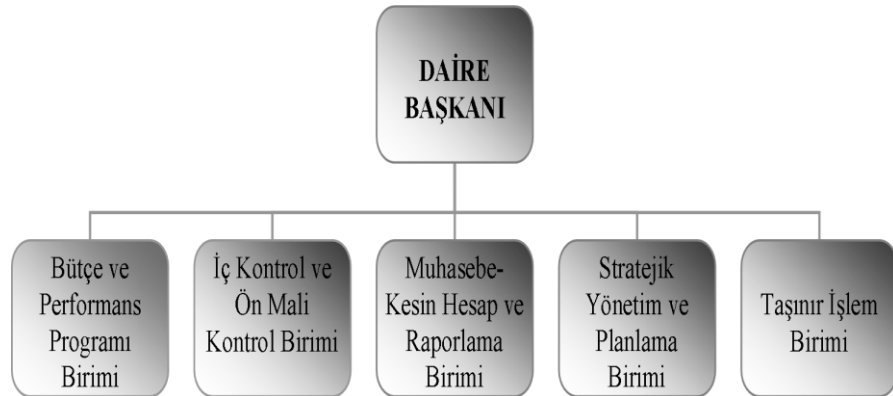 DAİRE
BAŞKANI
Bütçe ve
Performans
Programı
Birimi
İç Kontrol ve
Ön Mali
Kontrol Birimi
Muhasebe-
Kesin Hesap ve
Raporlama
Birimi
Stratejik
Yönetim ve
Planlama
Birimi
Taşınır İşlem
Birimi